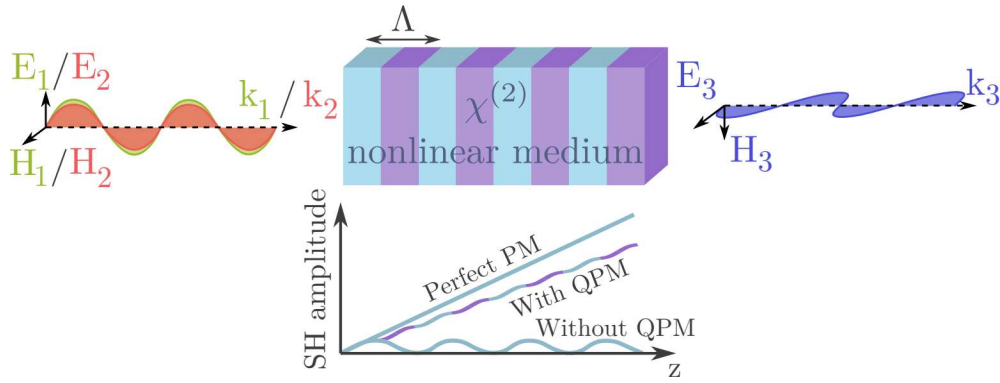 E₁/E₂
k₁/k₂
H₁/H₂
Λ
χ⁽²⁾
nonlinear medium
E₃
k₃
H₃
SH amplitude
Perfect PM
With QPM
Without QPM
z